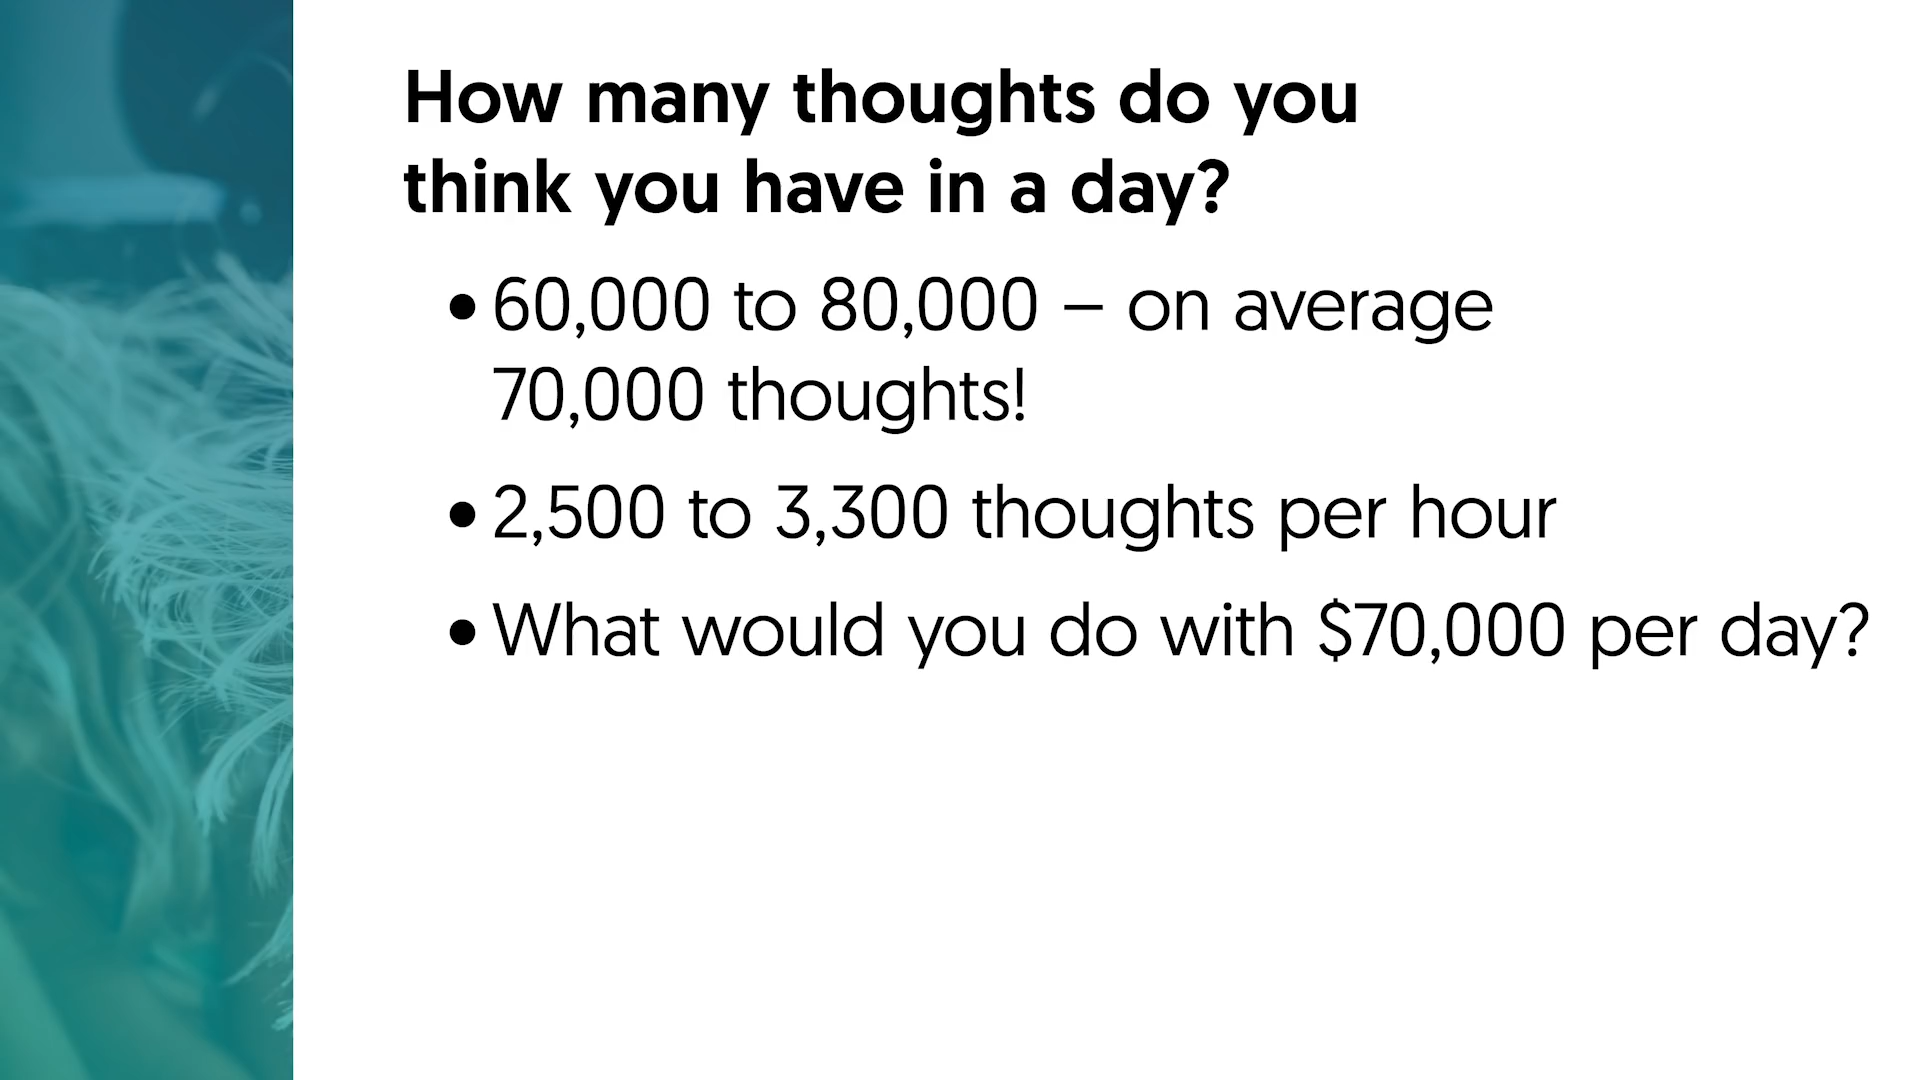 How many thoughts do you
think you have in a day?
• 60,000 to 80,000 – on average
70,000 thoughts!
• 2,500 to 3,300 thoughts per hour
• What would you do with $70,000 per day?